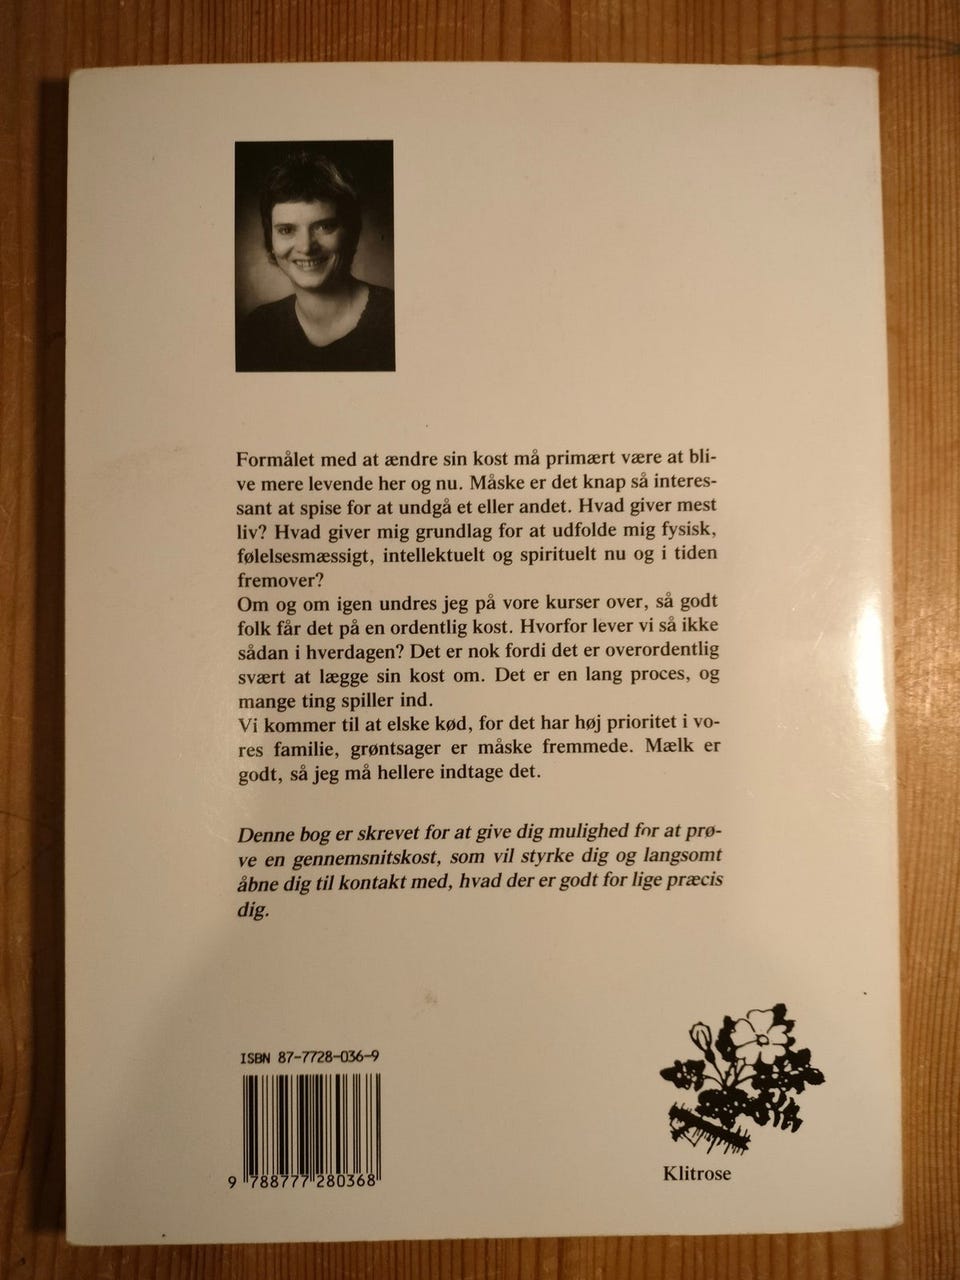 Formålet med at ændre sin kost må primært være at bli-
ve mere levende her og nu. Måske er det knap så interes-
sant at spise for at undgå et eller andet. Hvad giver mest
liv? Hvad giver mig grundlag for at udfolde mig fysisk,
følelsesmæssigt, intellektuelt og spirituelt nu og i tiden
fremover?
Om og om igen undres jeg på vore kurser over, så godt
folk får det på en ordentlig kost. Hvorfor lever vi så ikke
sådan i hverdagen? Det er nok fordi det er overordentlig
svært at lægge sin kost om. Det er en lang proces, og
mange ting spiller ind.
Vi kommer til at elske kød, for det har høj prioritet i vo-
res familie, grøntsager er måske fremmede. Mælk er
godt, så jeg må hellere indtage det.
Denne bog er skrevet for at give dig mulighed for at prø-
ve en gennemsnitskost, som vil styrke dig og langsomt
åbne dig til kontakt med, hvad der er godt for lige præcis
dig.
ISBN 87-7728-036-9
9 788777 280368
Klitrose